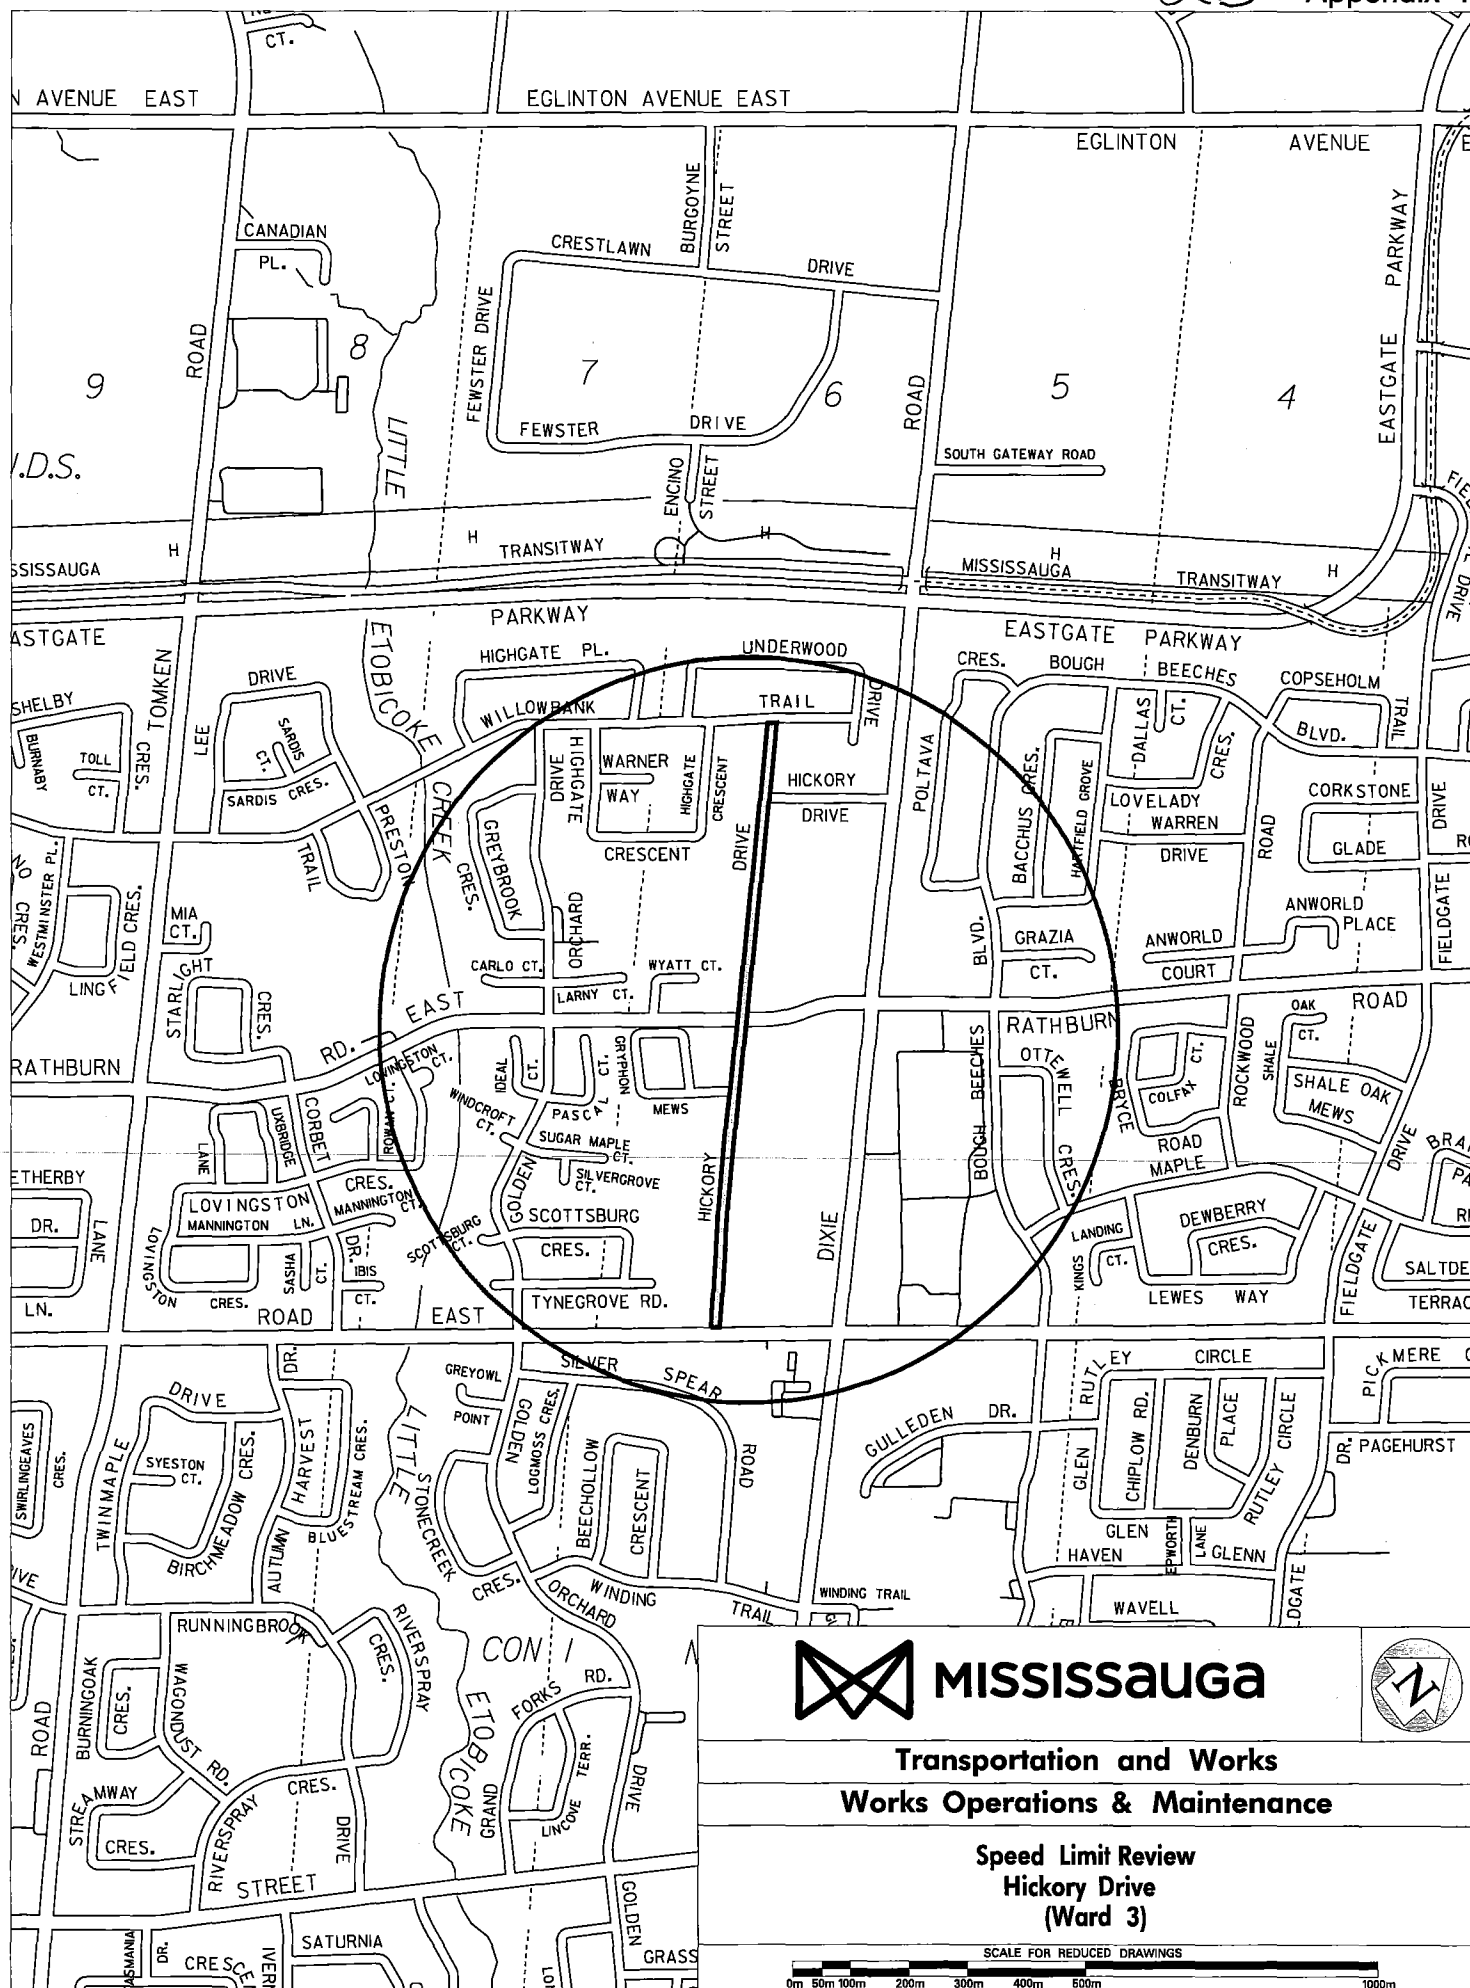 Appendix
CT.
N AVENUE EAST
EGLINTON AVENUE EAST
EGLINTON AVENUE E
BURGOYNE STREET
EASTGATE PARKWAY
CANADIAN
PL.
CRESTLAWN DRIVE
ROAD
8
FEWSTER DRIVE
7
6
ROAD
5
4
9
LITTLE
FEWSTER DRIVE
SOUTH GATEWAY ROAD
.D.S.
ENCINO STREET
H
H
TRANSITWAY
H
H
H
SSISSAUGA
MISSISSAUGA TRANSITWAY
DRIVE
PARKWAY
ASTGATE
EASTGATE PARKWAY
ETOBICOKE
TOMKEN
HIGHGATE PL.
UNDERWOOD
DRIVE
CRES.
BOUGH BEECHES
BLVD.
COPSEHOLM
TRAIL
SHELBY
CRES.
LEE
DRIVE
WILLOWBANK
TRAIL
DALLAS
CT.
BURNABY
TOLL
CT.
SARDIS
CT.
SARDIS CRES.
HIGHGATE
DRIVE
WARNER
WAY
HIGHGATE
CRESCENT
HICKORY
DRIVE
POLTAVA
BACCHUS CRES.
HARTFIELD GROVE
CRES.
LOVELADY
CORKSTONE
DRIVE
CREEK
PRESTON
TRAIL
GREYBROOK
CRES.
CRESCENT
DRIVE
WARREN
DRIVE
ROAD
GLADE
NO
CRES.
WESTMINSTER PL.
LINGFIELD CRES.
MIA
CT.
ORCHARD
BLVD.
GRAZIA
CT.
ANWORLD
COURT
ANWORLD
PLACE
FIELDGATE
STARLIGHT
CRES.
CARLO CT.
WYATT CT.
LARNY CT.
EAST
RD.
RATHBURN
RATHBURN
ROAD
OAK
CT.
LOVINGSTON
CT.
IDEAL
CT.
PASCAL
CT.
GRYPHON
MEWS
BOUGH BEECHES
OTTEWELL
CRES.
BRYCE
COLFAX
CT.
ROCKWOOD
SHALE
SHALE OAK
MEWS
LANE
UXBRIDGE
CORBET
WINDCROFT
CT.
SUGAR MAPLE
CT.
SILVERGROVE
CT.
ROAD
MAPLE
DRIVE
ETHERBY
LOVINGSTON
CRES.
MANNINGTON LN.
MANNINGTON
CT.
GOLDEN
HICKORY
DIXIE
DR.
LANE
LOVINGSTON
CRES.
SASHA
CT.
DR.
IBIS
CT.
SCOTTSBURG
CT.
SCOTTSBURG
CRES.
LANDING
CT.
KINGS
DEWBERRY
CRES.
FIELDGATE
SALTDE
TERRAC
LN.
ROAD EAST
TYNEGROVE RD.
LEWES WAY
DR.
GREYOWL
POINT
SILVER SPEAR
ROAD
RUTLEY CIRCLE
PICKMERE
DRIVE
LITTLE
GOLDEN
LOGMOSS CRES.
GULLEDEN DR.
CHIPLOW RD.
DENBURN
PLACE
RUTLEY CIRCLE
DR.
PAGEHURST
SWIRLINGLEAVES
CRES.
TWINMAPLE
SYESTON
CT.
BIRCHMEADOW CRES.
HARVEST
AUTUMN
BLUESTREAM CRES.
STONECREEK
CRES.
BEECHOLLOW
CRESCENT
GLEN
GLEN
HAVEN
EPWORTH
LANE
GLENN
IVE
ORCHARD
WINDING
TRAIL
WINDING TRAIL
WAVELL
LDGATE
RUNNINGBROOK
RIVERSPRAY
CRES.
CON I
N
ROAD
BURNINGOAK
CRES.
WAGONDUST RD.
ETOBICOKE
FORKS RD.
GRAND
TERR.
LINCOVE
DRIVE
STREAMWAY
CRES.
RIVERSPRAY
CRES.
DRIVE
STREET
GOLDEN
SATURNIA
DR.
GRASS
MISSISSAUGA
N
Transportation and Works
Works Operations & Maintenance
Speed Limit Review
Hickory Drive
(Ward 3)
SCALE FOR REDUCED DRAWINGS
0m 50m 100m 200m 300m 400m 500m 1000m